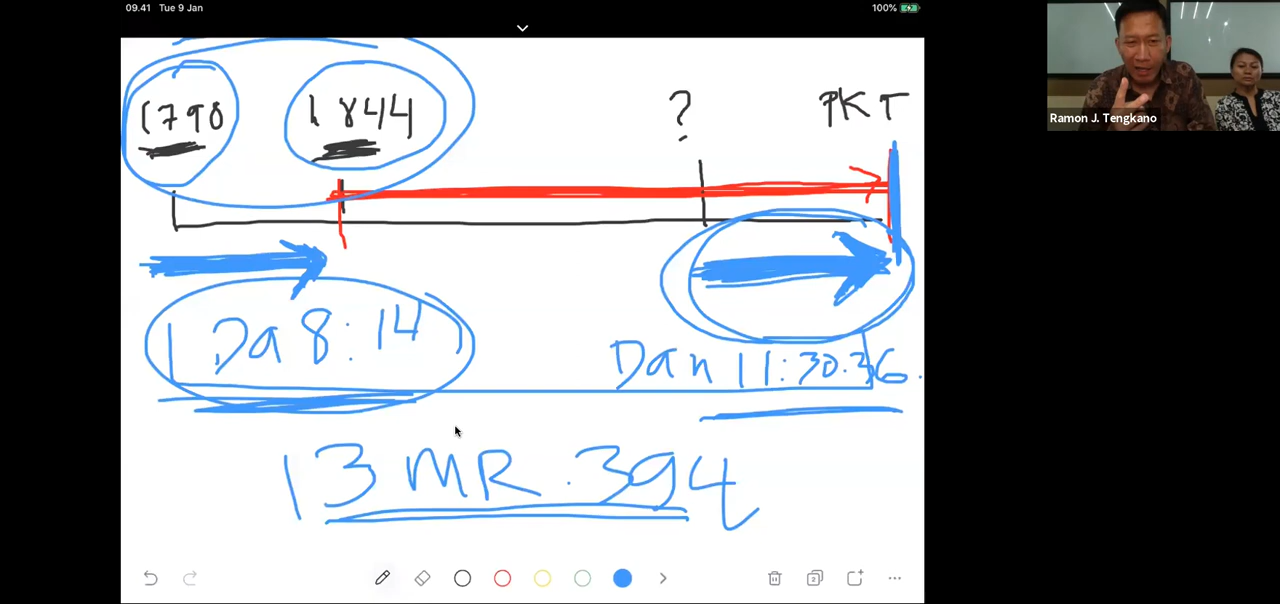 09.41 Tue 9 Jan
100%
1798 1844 ? PKT
Da 8:14
Dan 11:30.36.
13 MR.394
Ramon J. Tengkano